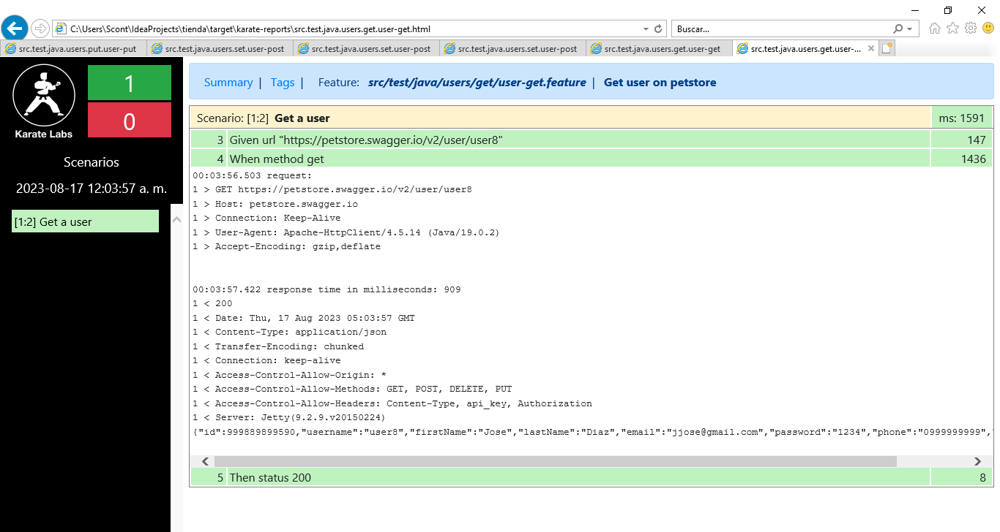 C:\Users\Scont\IdeaProjects\tienda\target\karate-reports\src.test.java.users.get.user-get.html
Buscar...
src.test.java.users.put.user-put
src.test.java.users.set.user-post
src.test.java.users.set.user-post
src.test.java.users.set.user-post
src.test.java.users.get.user-get
src.test.java.users.get.user-...
Karate Labs
1
0
Scenarios
2023-08-17 12:03:57 a. m.
[1:2] Get a user
Summary | Tags | Feature: src/test/java/users/get/user-get.feature | Get user on petstore
Scenario: [1:2] Get a user ms: 1591
3 Given url "https://petstore.swagger.io/v2/user/user8" 147
4 When method get 1436
00:03:56.503 request:
1 > GET https://petstore.swagger.io/v2/user/user8
1 > Host: petstore.swagger.io
1 > Connection: Keep-Alive
1 > User-Agent: Apache-HttpClient/4.5.14 (Java/19.0.2)
1 > Accept-Encoding: gzip,deflate
00:03:57.422 response time in milliseconds: 909
1 < 200
1 < Date: Thu, 17 Aug 2023 05:03:57 GMT
1 < Content-Type: application/json
1 < Transfer-Encoding: chunked
1 < Connection: keep-alive
1 < Access-Control-Allow-Origin: *
1 < Access-Control-Allow-Methods: GET, POST, DELETE, PUT
1 < Access-Control-Allow-Headers: Content-Type, api_key, Authorization
1 < Server: Jetty(9.2.9.v20150224)
{"id":999889899590,"username":"user8","firstName":"Jose","lastName":"Diaz","email":"jjose@gmail.com","password":"1234","phone":"0999999999","
5 Then status 200 8